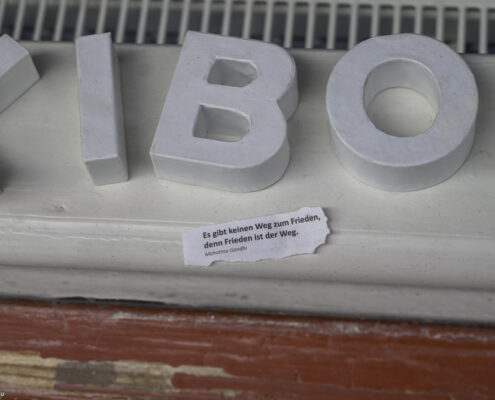 IBO
Es gibt keinen Weg zum Frieden,
denn Frieden ist der Weg.
Mahatma Gandhi